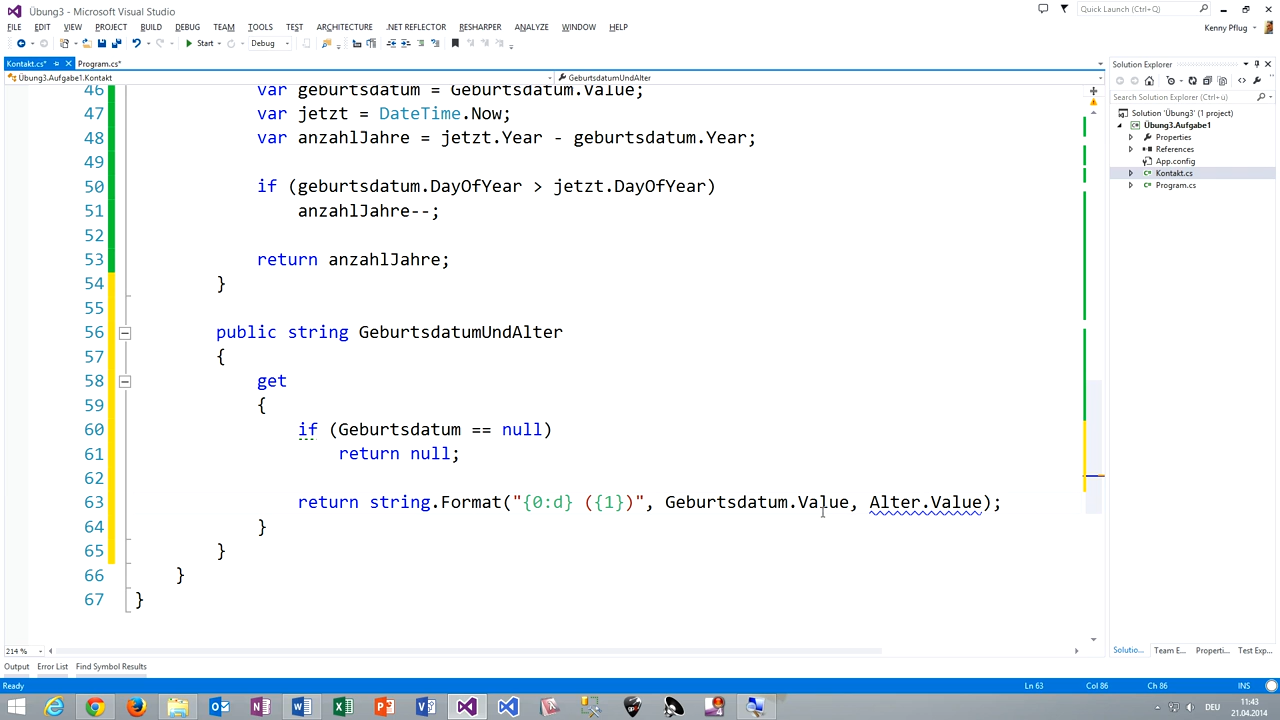 Übung3 - Microsoft Visual Studio
Quick Launch (Ctrl+Q)
FILE EDIT VIEW PROJECT BUILD DEBUG TEAM TOOLS TEST ARCHITECTURE .NET REFLECTOR RESHARPER ANALYZE WINDOW HELP
Kenny Pflug
Start Debug
Kontakt.cs* Program.cs*
Übung3.Aufgabe1.Kontakt GeburtsdatumUndAlter
46 var geburtsdatum = Geburtsdatum.Value;
47 var jetzt = DateTime.Now;
48 var anzahlJahre = jetzt.Year - geburtsdatum.Year;
49
50 if (geburtsdatum.DayOfYear > jetzt.DayOfYear)
51 anzahlJahre--;
52
53 return anzahlJahre;
54 }
55
56 public string GeburtsdatumUndAlter
57 {
58 get
59 {
60 if (Geburtsdatum == null)
61 return null;
62
63 return string.Format("{0:d} ({1})", Geburtsdatum.Value, Alter.Value);
64 }
65 }
66 }
67 }
214 %
Solution Explorer
Search Solution Explorer (Ctrl+ü)
Solution 'Übung3' (1 project)
Übung3.Aufgabe1
Properties
References
App.config
Kontakt.cs
Program.cs
Solutio... Team E... Properti... Test Exp...
Output Error List Find Symbol Results
Ready Ln 63 Col 86 Ch 86 INS
DEU
11:43
21.04.2014